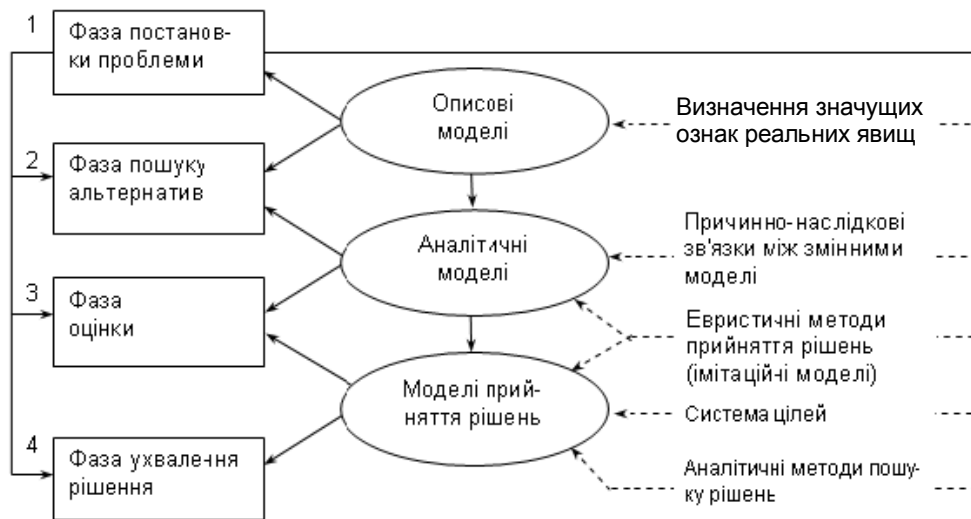 1
Фаза постанов-
ки проблеми
Описові
моделі
Визначення значущих
ознак реальних явищ
2
Фаза пошуку
альтернатив
Аналітичні
моделі
Причинно-наслідкові
зв'язки між змінними
моделі
3
Фаза
оцінки
Евристичні методи
прийняття рішень
(імітаційні моделі)
Моделі прий-
няття рішень
Система цілей
4
Фаза ухвалення
рішення
Аналітичні методи пошу-
ку рішень